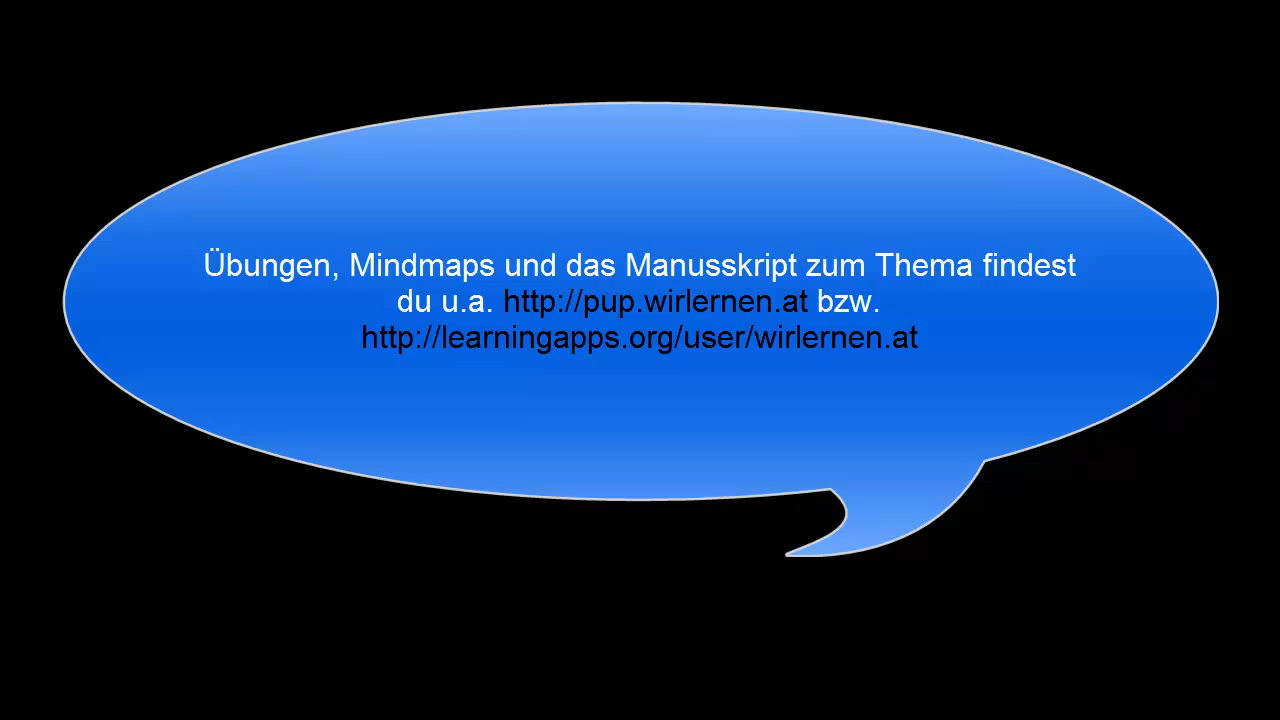 Übungen, Mindmaps und das Manusskript zum Thema findest
du u.a. http://pup.wirlernen.at bzw.
http://learningapps.org/user/wirlernen.at